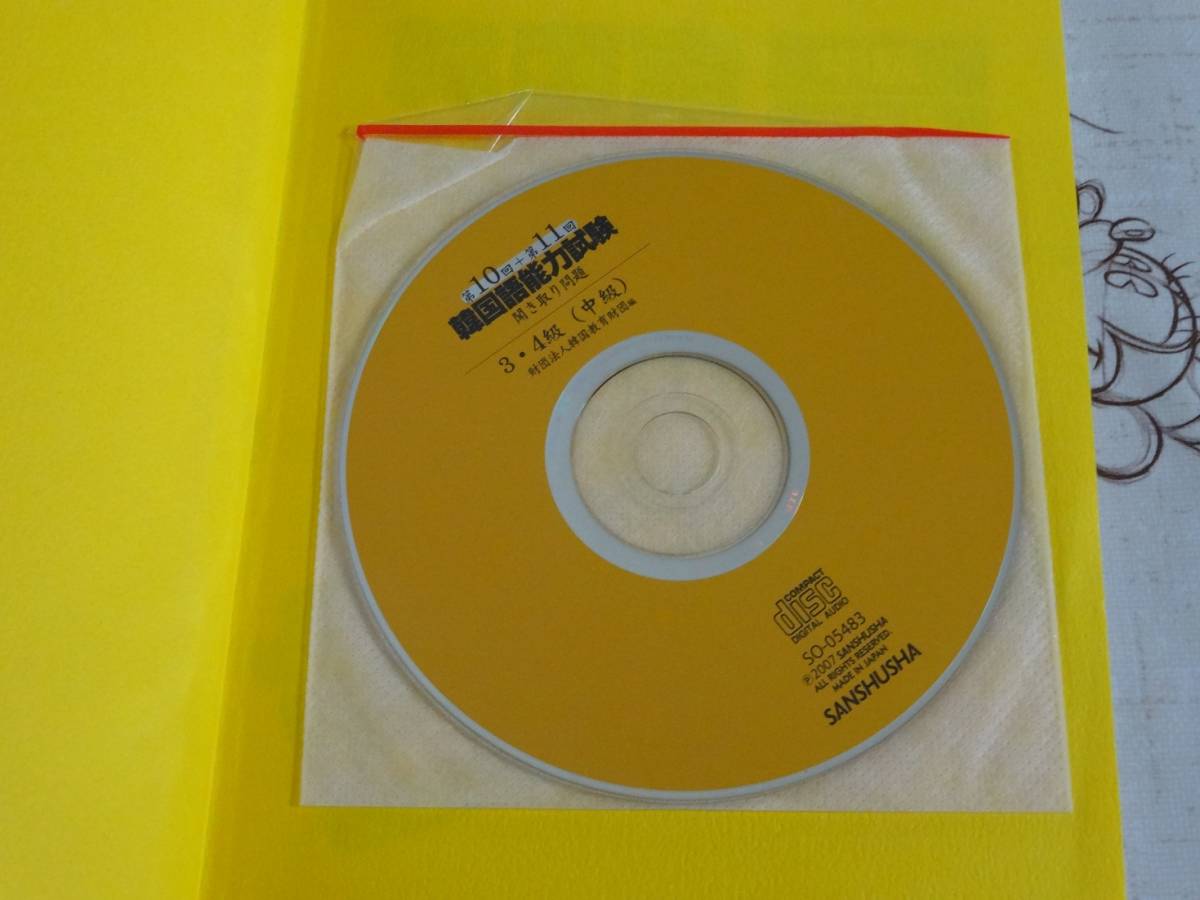 第10回+第11回
韓国語能力試験
聞き取り問題
3・4級(中級)
財団法人韓国教育財団編
COMPACT
disc
DIGITAL AUDIO
SO-05483
℗2007 SANSHUSHA
ALL RIGHTS RESERVED.
MADE IN JAPAN
SANSHUSHA